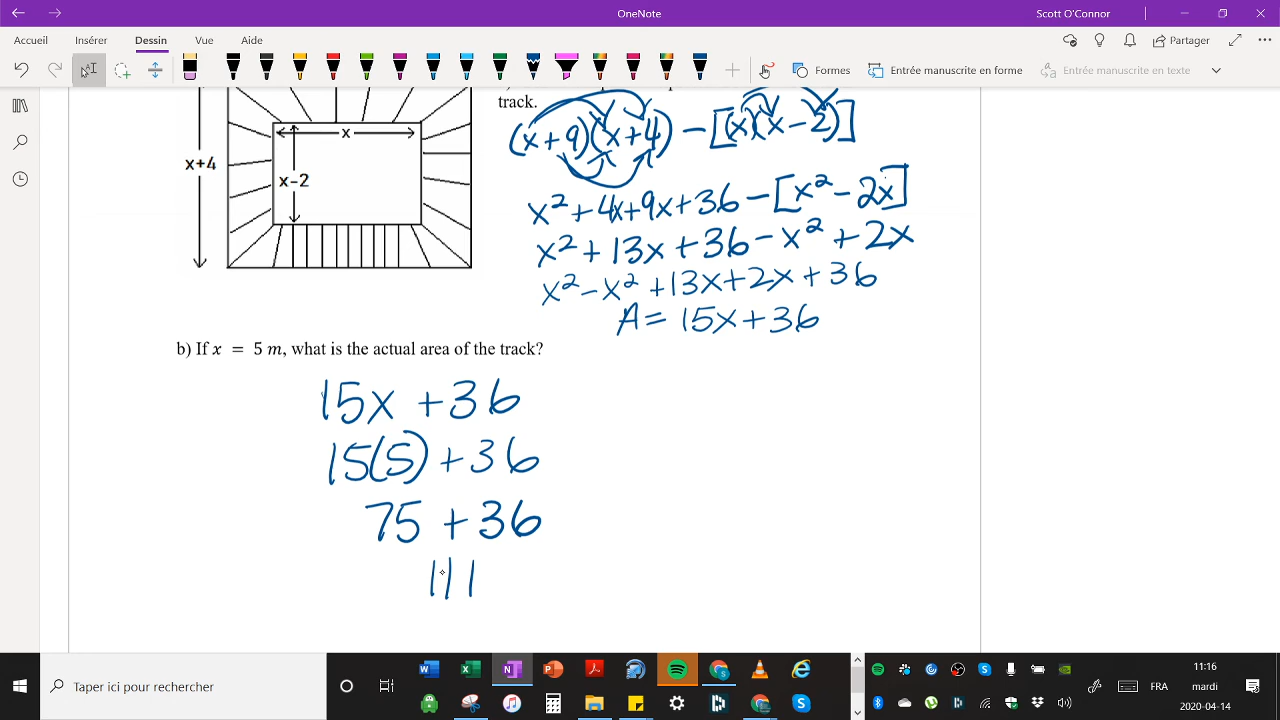 OneNote
Scott O'Connor
Accueil Insérer Dessin Vue Aide
Partager
Formes
Entrée manuscrite en forme
Entrée manuscrite en texte
track.
x
x+4
x−2
(x+9)(x+4) − [(x)(x−2)]
x² + 4x + 9x + 36 − [x² − 2x]
x² + 13x + 36 − x² + 2x
x² − x² + 13x + 2x + 36
A = 15x + 36
b) If x = 5 m, what is the actual area of the track?
15x + 36
15(5) + 36
75 + 36
111
Taper ici pour rechercher
FRA
11:16
mardi
2020-04-14